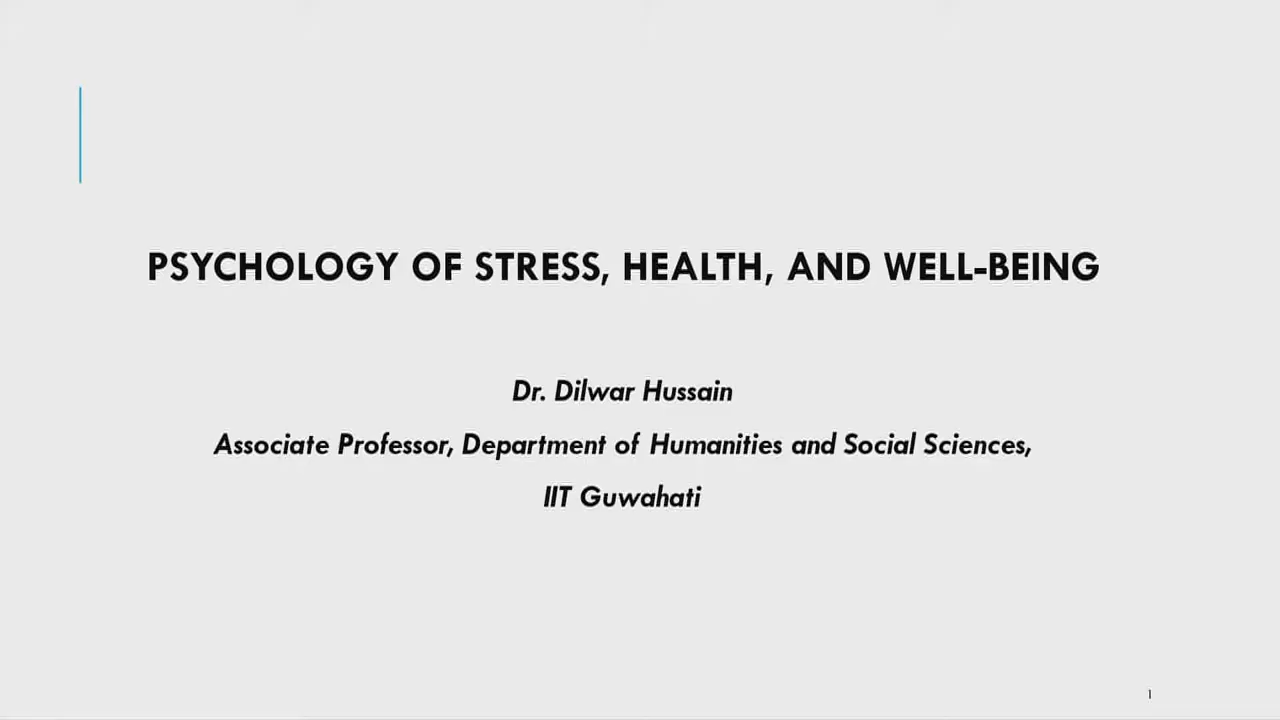 PSYCHOLOGY OF STRESS, HEALTH, AND WELL-BEING
Dr. Dilwar Hussain
Associate Professor, Department of Humanities and Social Sciences,
IIT Guwahati
1